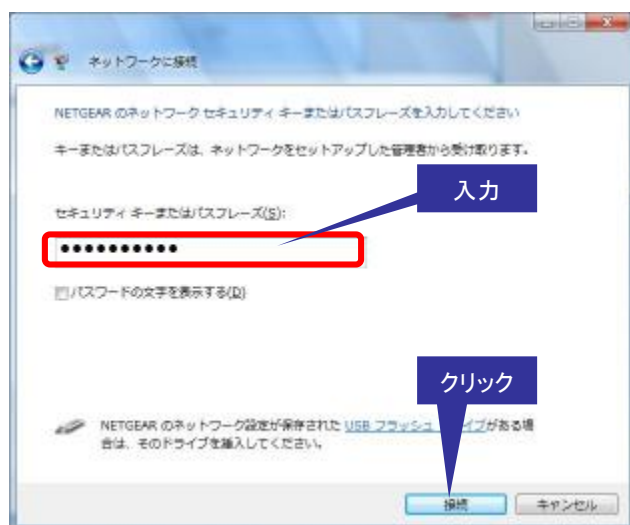 ネットワークに接続
NETGEAR のネットワーク セキュリティ キーまたはパスフレーズを入力してください
キーまたはパスフレーズは、ネットワークをセットアップした管理者から受け取ります。
入力
セキュリティ キーまたはパスフレーズ(S):
●●●●●●●●●●
パスワードの文字を表示する(D)
クリック
NETGEAR のネットワーク設定が保存された USB フラッシュ イブがある場
合は、そのドライブを挿入してください。
接続 キャンセル